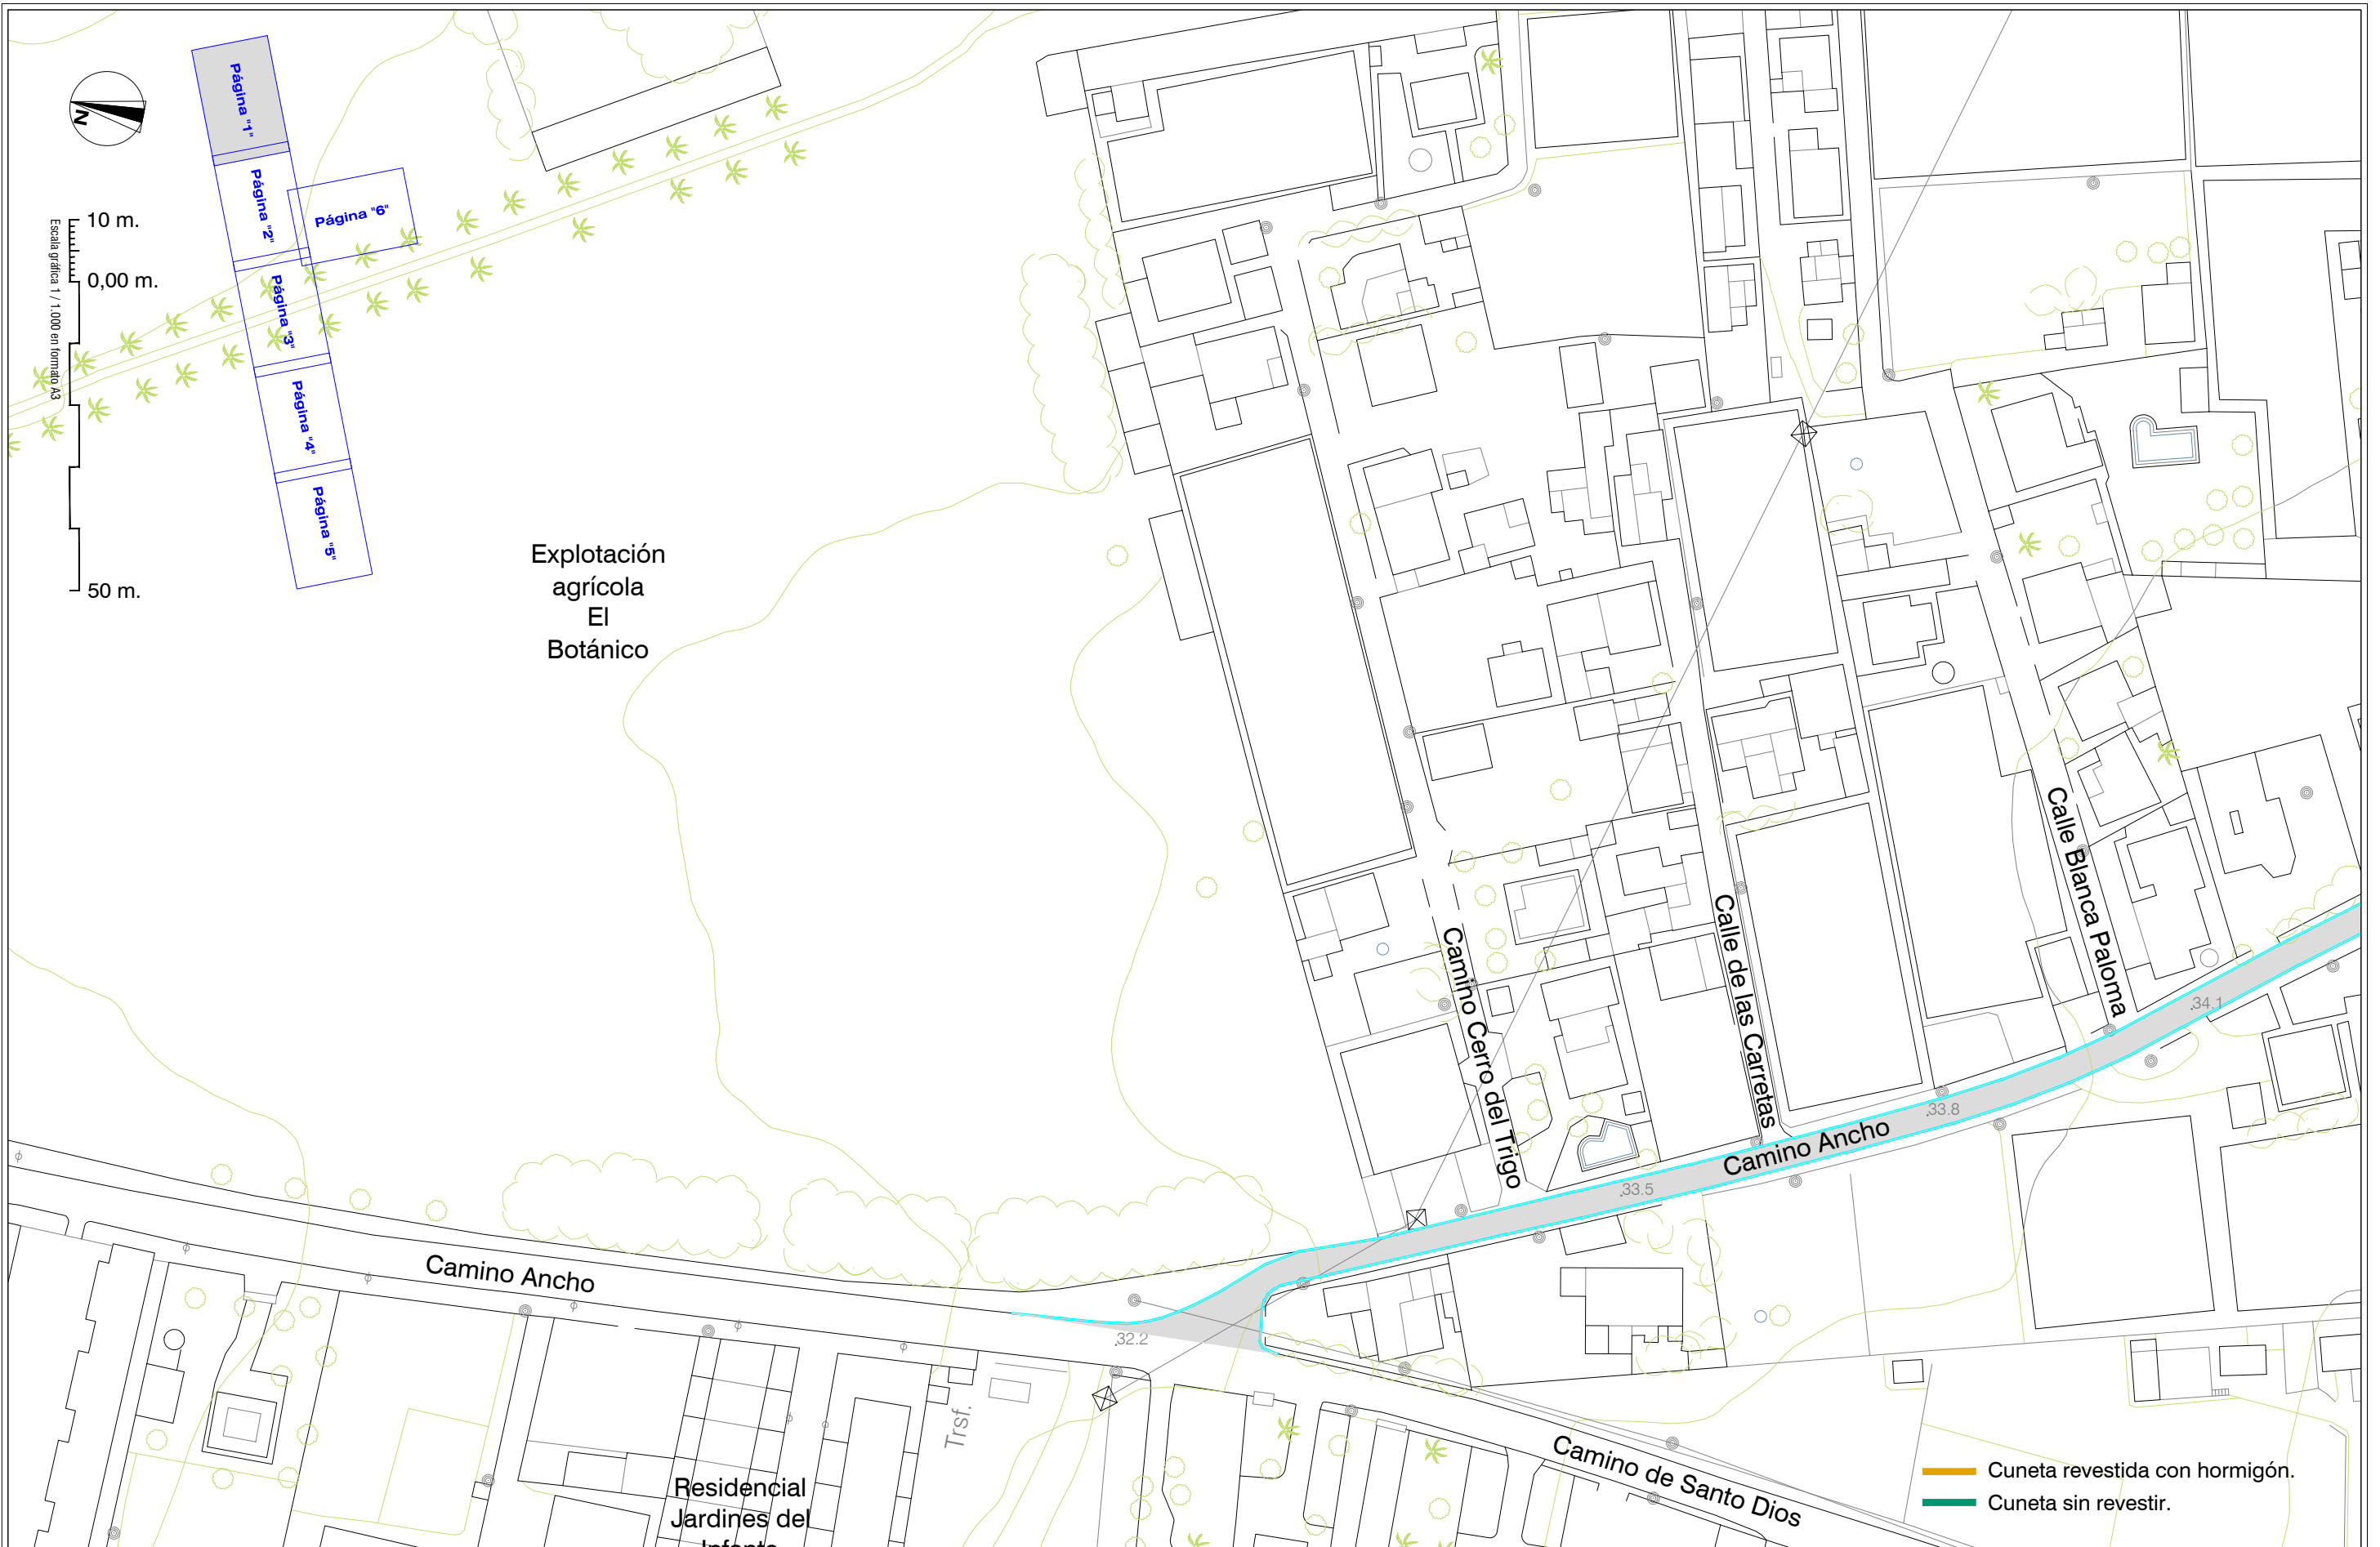 Página "1"
N
Página "2"
Página "6"
10 m.
0,00 m.
Escala gráfica 1 / 1.000 en formato A3
Página "3"
Página "4"
Página "5"
50 m.
Explotación
agrícola
El
Botánico
Calle Blanca Paloma
Calle de las Carretas
Camino Cerro del Trigo
34.1
33.8
Camino Ancho
33.5
Camino Ancho
32.2
Trsf.
Camino de Santo Dios
Residencial
Jardines del
Infante
Cuneta revestida con hormigón.
Cuneta sin revestir.